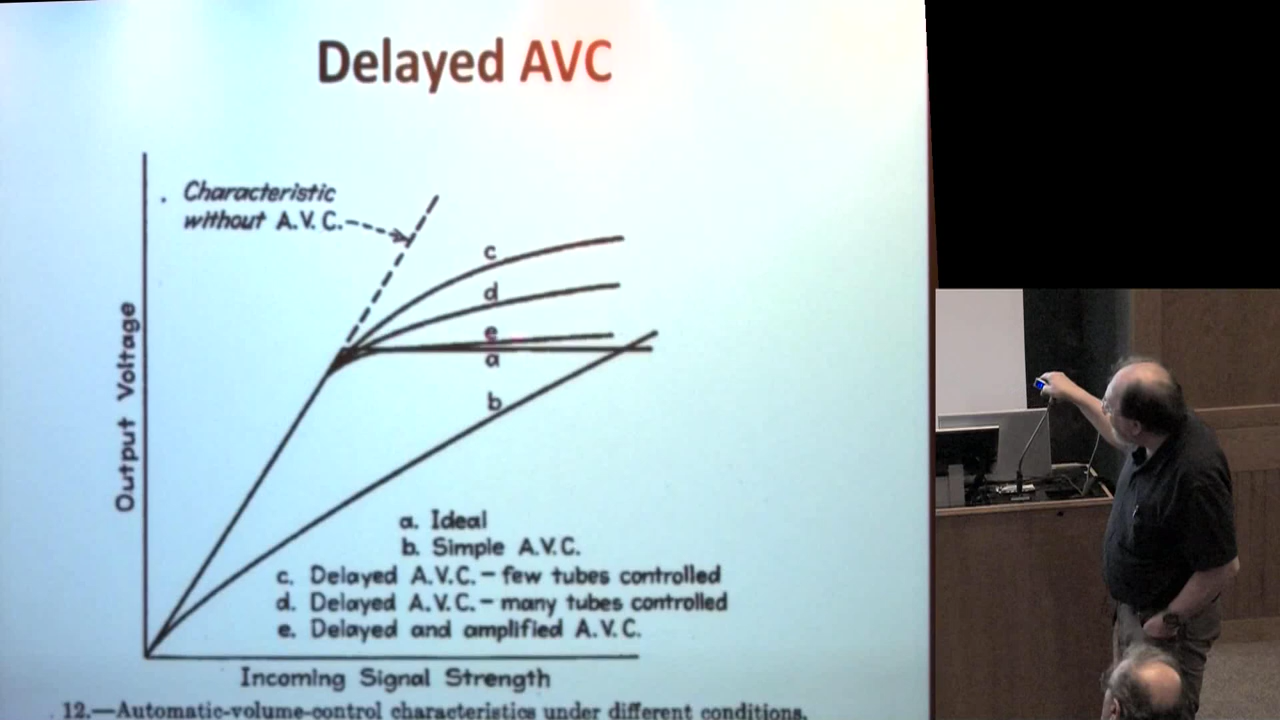 Delayed AVC
Characteristic
without A.V.C.
c
d
e
a
b
Output Voltage
a. Ideal
b. Simple A.V.C.
c. Delayed A.V.C. – few tubes controlled
d. Delayed A.V.C. – many tubes controlled
e. Delayed and amplified A.V.C.
Incoming Signal Strength
12.—Automatic-volume-control characteristics under different conditions.